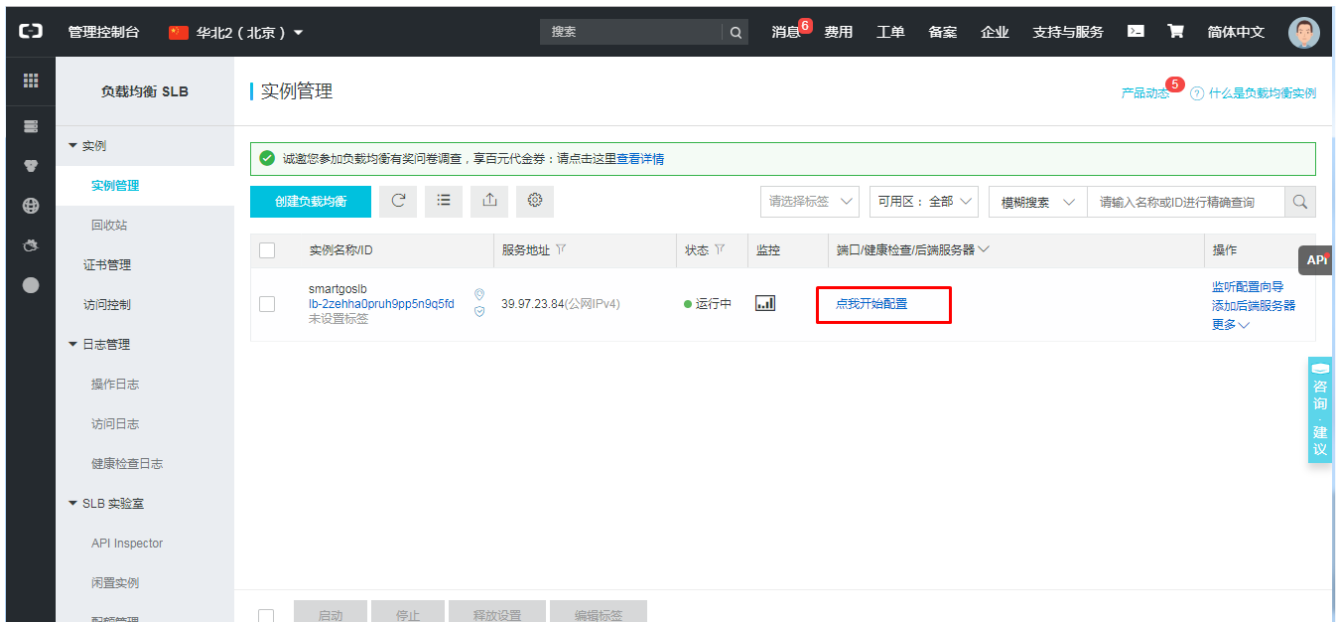 管理控制台
华北2 ( 北京 )
搜索
消息
6
费用
工单
备案
企业
支持与服务
简体中文
负载均衡 SLB
实例
实例管理
回收站
证书管理
访问控制
日志管理
操作日志
访问日志
健康检查日志
SLB 实验室
API Inspector
闲置实例
配额管理
实例管理
产品动态
5
什么是负载均衡实例
诚邀您参加负载均衡有奖问卷调查，享百元代金券：请点击这里查看详情
创建负载均衡
请选择标签
可用区： 全部
模糊搜索
请输入名称或ID进行精确查询
实例名称/ID
服务地址
状态
监控
端口/健康检查/后端服务器
操作
smartgoslb
lb-2zehha0pruh9pp5n9q5fd
未设置标签
39.97.23.84(公网IPv4)
运行中
点我开始配置
监听配置向导
添加后端服务器
更多
API
咨询·建议
启动
停止
释放设置
编辑标签